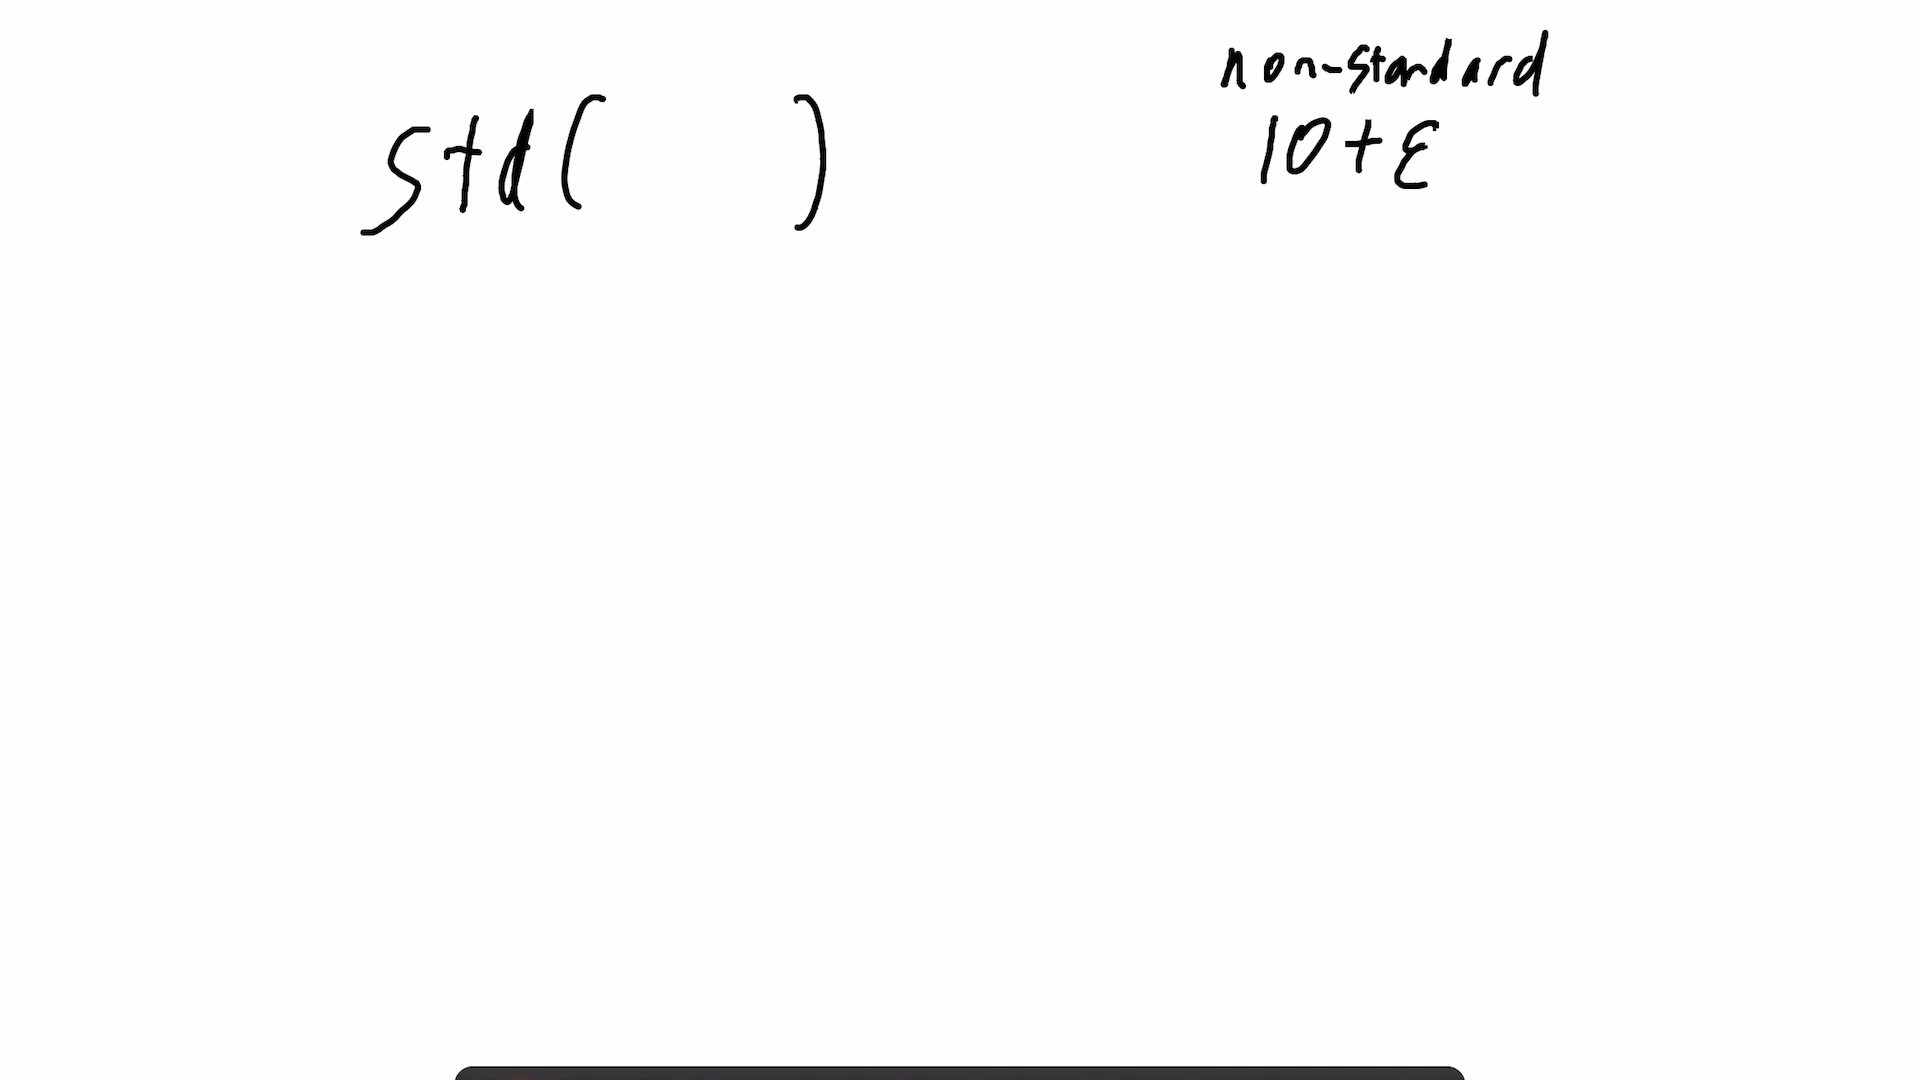 std( )
non-standard
10+ε